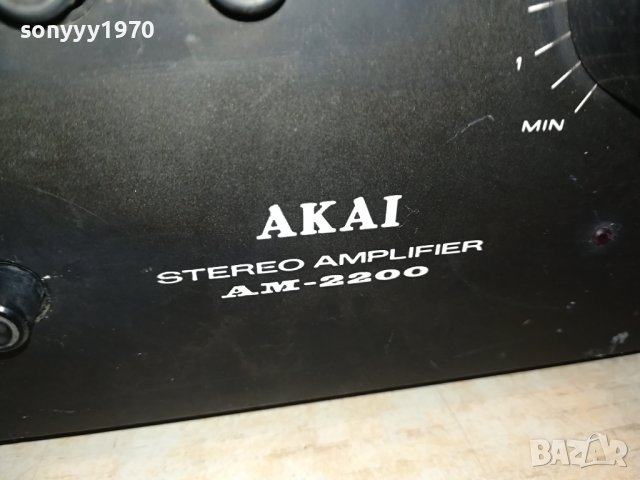 sonyyy1970
1
MIN
AKAI
STEREO AMPLIFIER
AM-2200
BAZAR